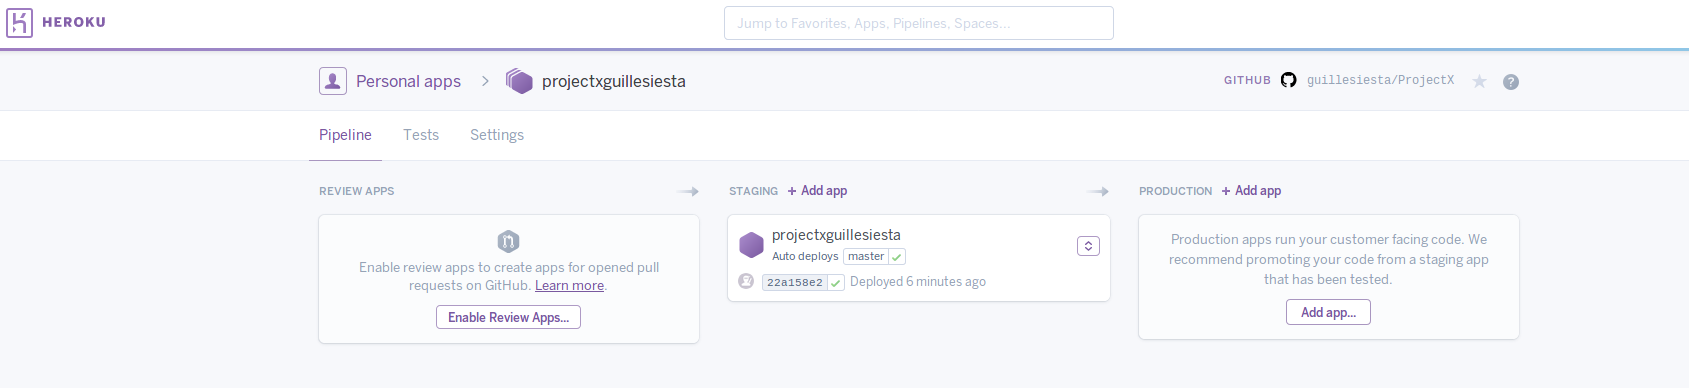 HEROKU
Jump to Favorites, Apps, Pipelines, Spaces...
Personal apps > projectxguillesiesta
GITHUB guillesiesta/ProjectX ?
Pipeline Tests Settings
REVIEW APPS
Enable review apps to create apps for opened pull
requests on GitHub. Learn more.
Enable Review Apps...
STAGING + Add app
projectxguillesiesta
Auto deploys master
22a158e2 Deployed 6 minutes ago
PRODUCTION + Add app
Production apps run your customer facing code. We
recommend promoting your code from a staging app
that has been tested.
Add app...